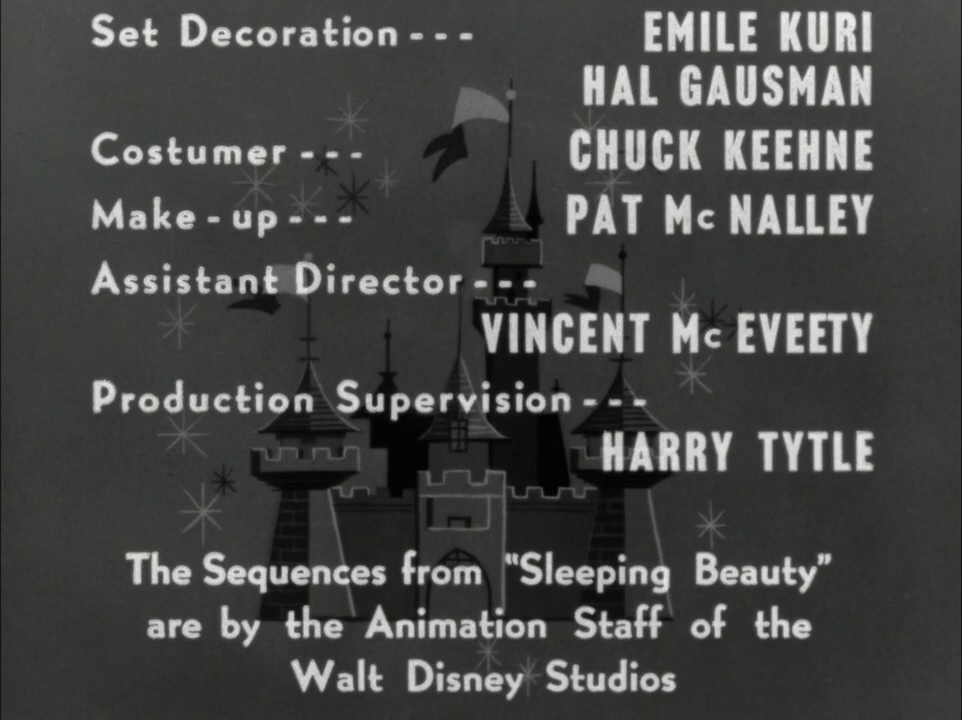 Set Decoration - - - EMILE KURI
HAL GAUSMAN
Costumer - - - CHUCK KEEHNE
Make - up - - - PAT Mc NALLEY
Assistant Director - - -
VINCENT Mc EVEETY
Production Supervision - - -
HARRY TYTLE
The Sequences from "Sleeping Beauty"
are by the Animation Staff of the
Walt Disney Studios